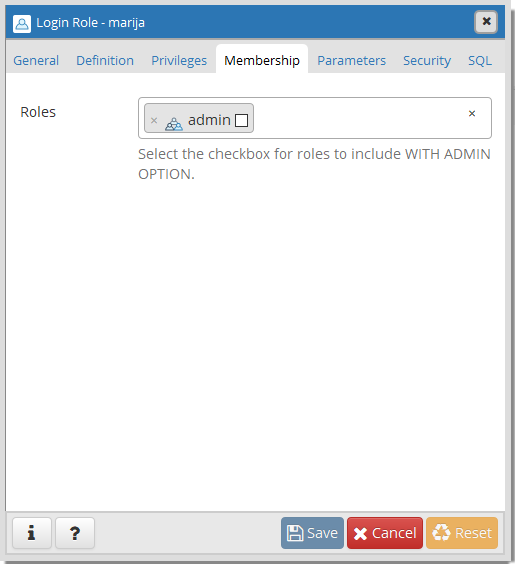 Login Role - marija
General Definition Privileges Membership Parameters Security SQL
Roles
× admin ×
Select the checkbox for roles to include WITH ADMIN
OPTION.
i ? Save Cancel Reset